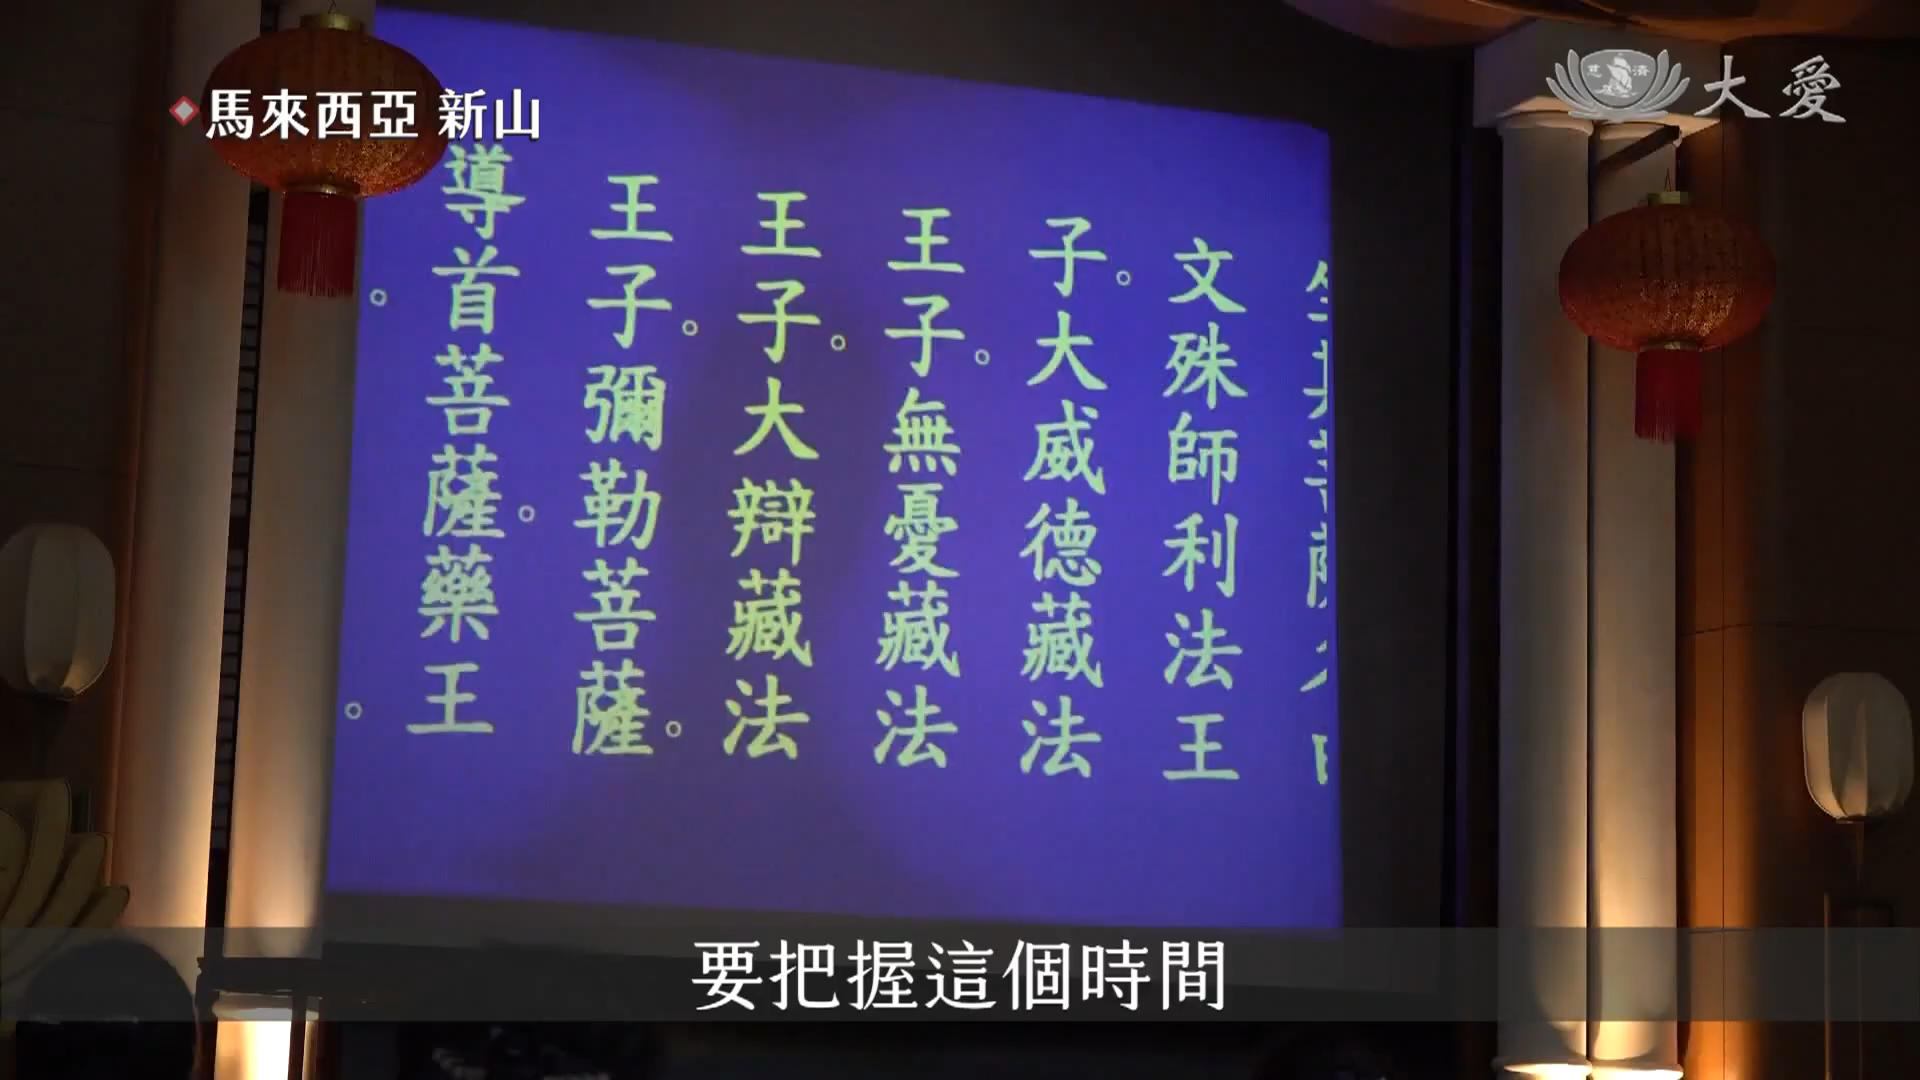 馬來西亞 新山
慈濟
大愛
文殊師利法王
子。大威德藏法
王子。無憂藏法
王子。大辯藏法
王子。彌勒菩薩。
導首菩薩。藥王
要把握這個時間